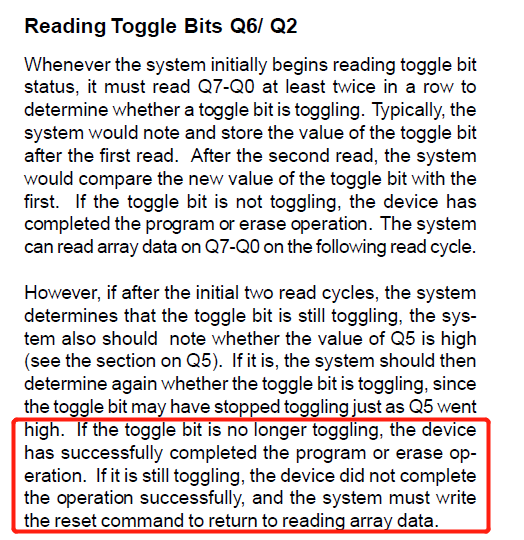 Reading Toggle Bits Q6/ Q2
Whenever the system initially begins reading toggle bit
status, it must read Q7-Q0 at least twice in a row to
determine whether a toggle bit is toggling. Typically, the
system would note and store the value of the toggle bit
after the first read. After the second read, the system
would compare the new value of the toggle bit with the
first. If the toggle bit is not toggling, the device has
completed the program or erase operation. The system
can read array data on Q7-Q0 on the following read cycle.
However, if after the initial two read cycles, the system
determines that the toggle bit is still toggling, the sys-
tem also should note whether the value of Q5 is high
(see the section on Q5). If it is, the system should then
determine again whether the toggle bit is toggling, since
the toggle bit may have stopped toggling just as Q5 went
high. If the toggle bit is no longer toggling, the device
has successfully completed the program or erase op-
eration. If it is still toggling, the device did not complete
the operation successfully, and the system must write
the reset command to return to reading array data.